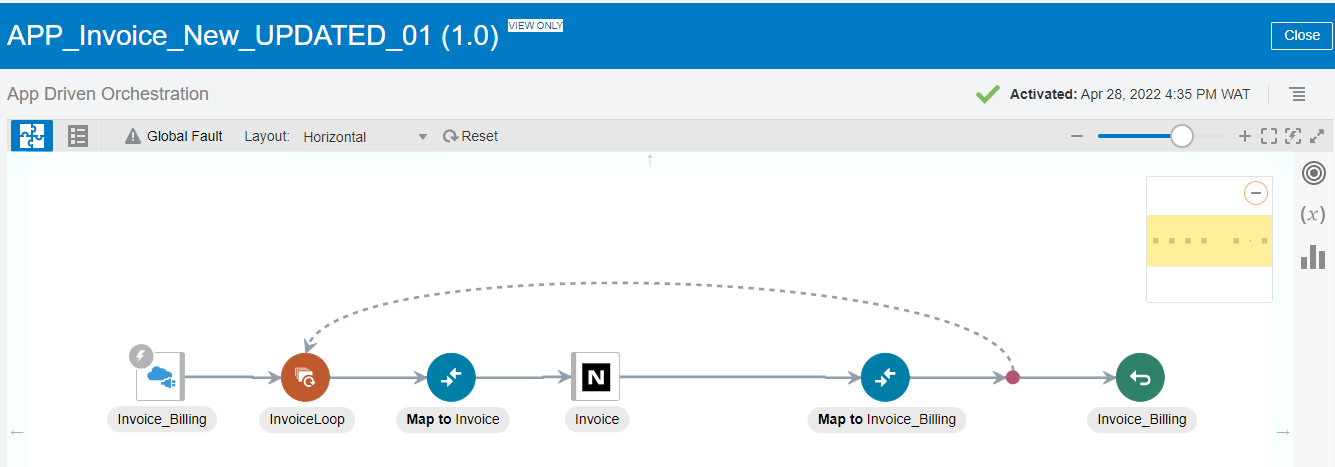 APP_Invoice_New_UPDATED_01 (1.0) VIEW ONLY
Close
App Driven Orchestration
Activated: Apr 28, 2022 4:35 PM WAT
Global Fault Layout: Horizontal Reset
(x)
N
Invoice_Billing InvoiceLoop Map to Invoice Invoice Map to Invoice_Billing Invoice_Billing